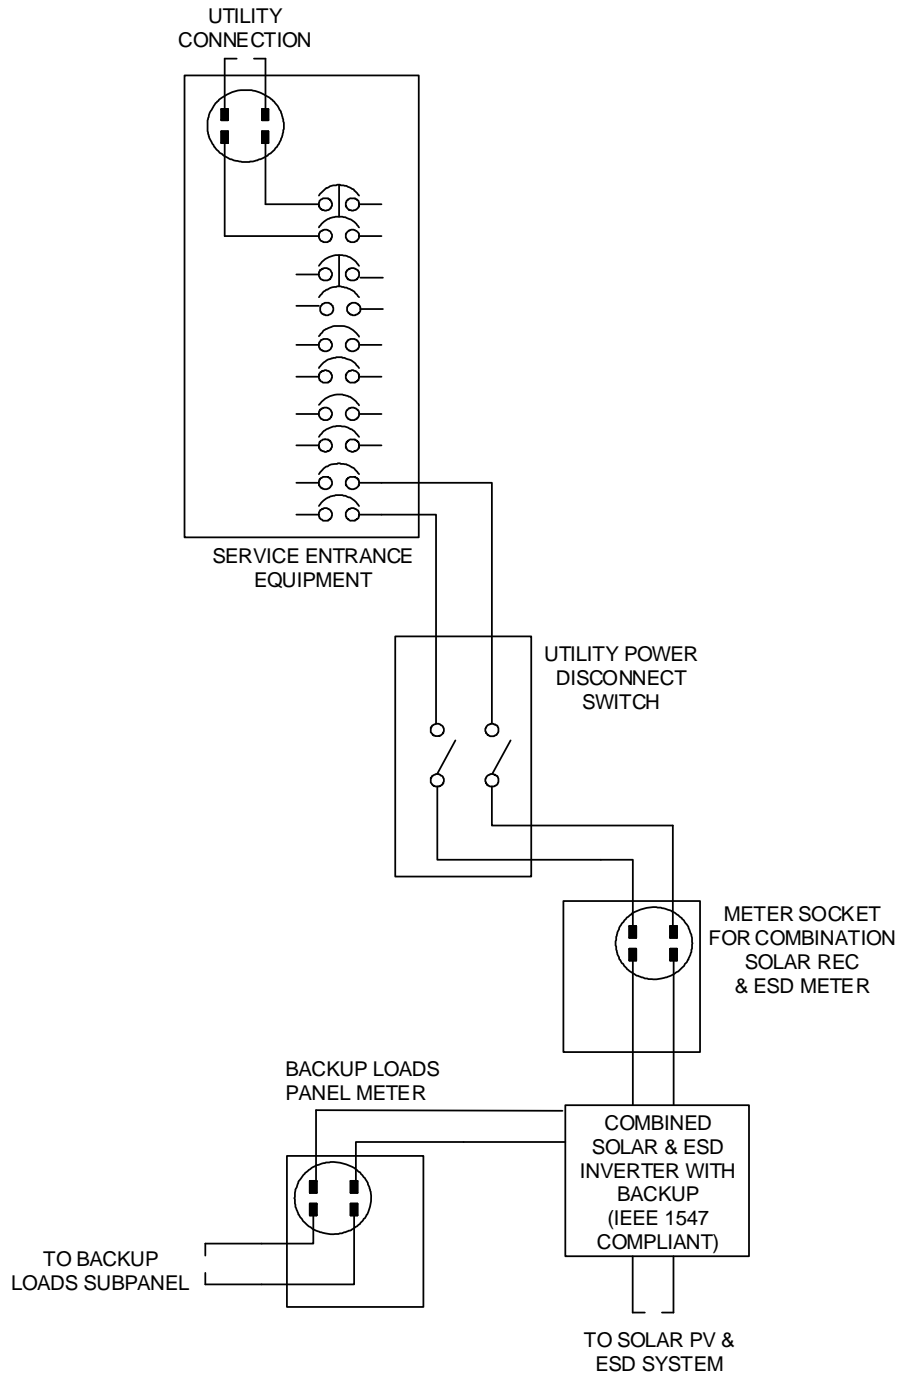 UTILITY
CONNECTION
SERVICE ENTRANCE
EQUIPMENT
UTILITY POWER
DISCONNECT
SWITCH
METER SOCKET
FOR COMBINATION
SOLAR REC
& ESD METER
BACKUP LOADS
PANEL METER
COMBINED
SOLAR & ESD
INVERTER WITH
BACKUP
(IEEE 1547
COMPLIANT)
TO BACKUP
LOADS SUBPANEL
TO SOLAR PV &
ESD SYSTEM